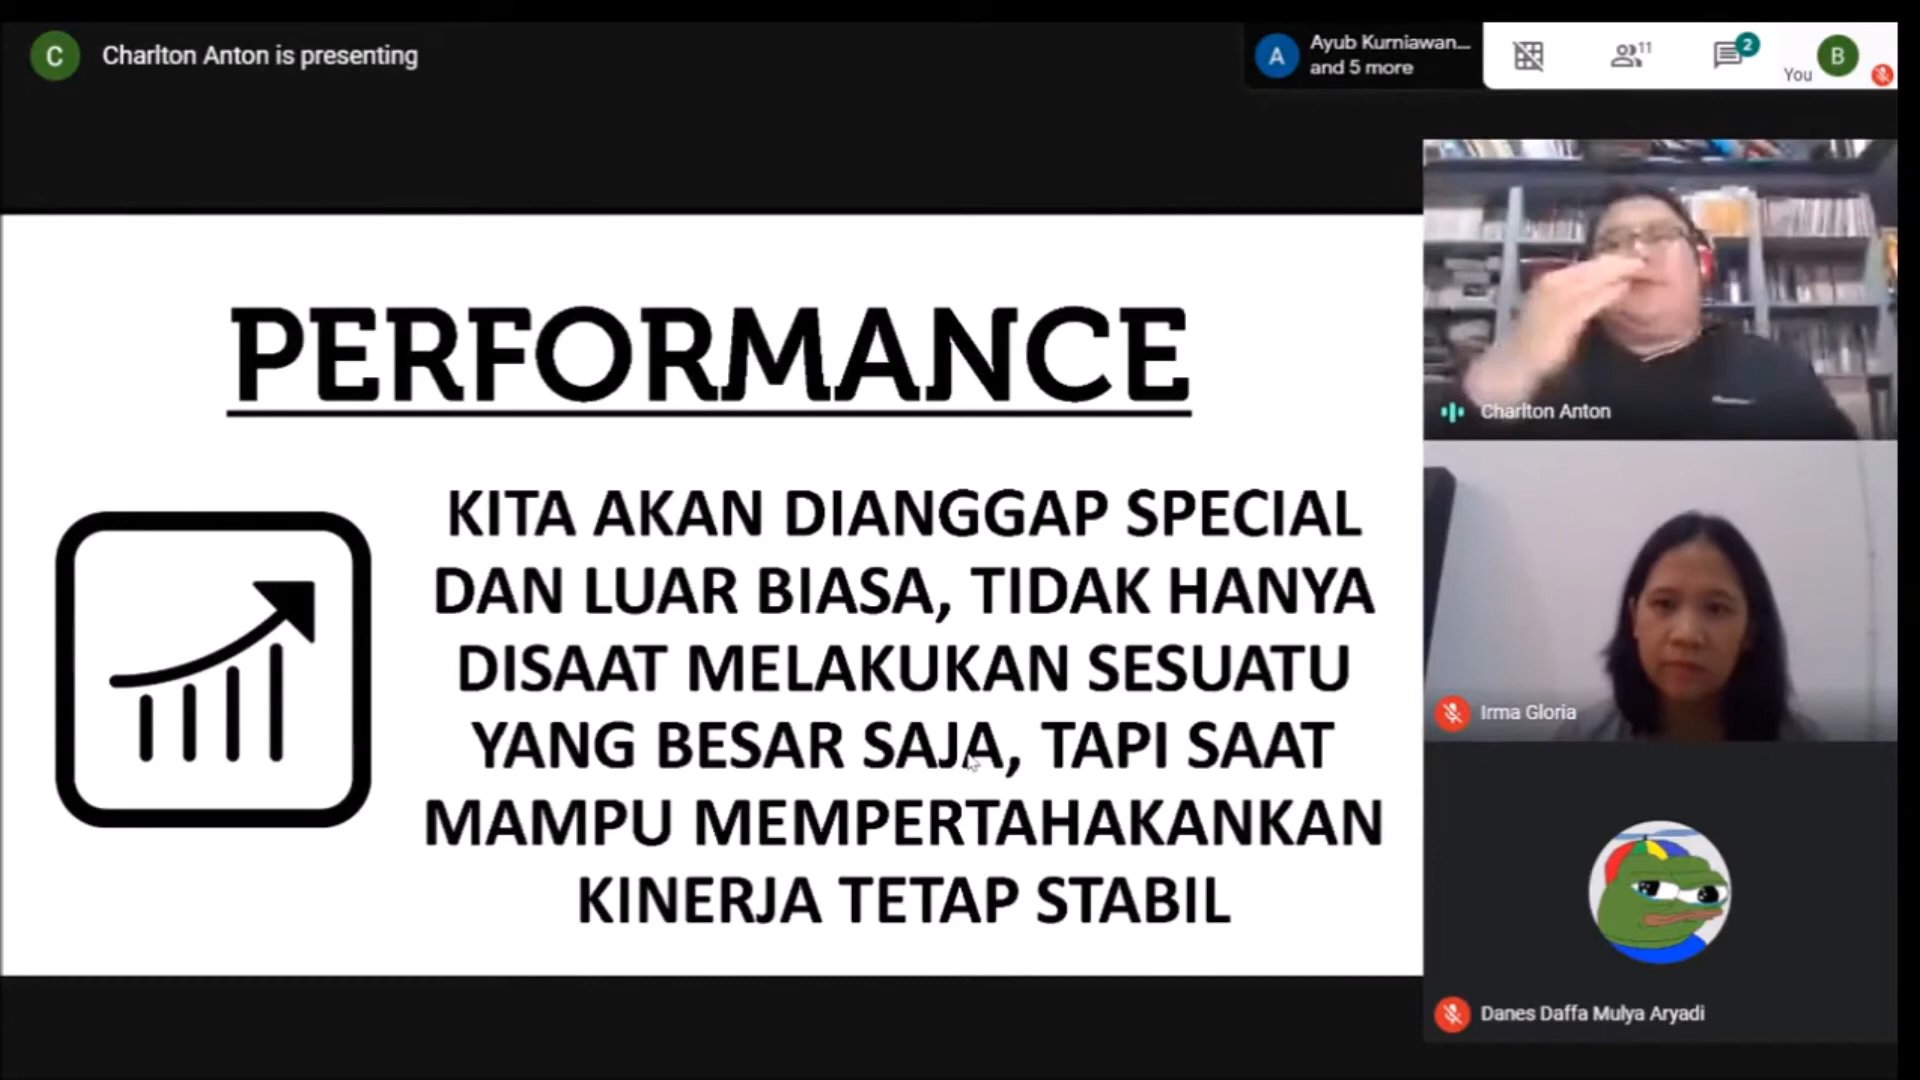 C
Charlton Anton is presenting
A
Ayub Kurniawan...
and 5 more
11
2
You
B
PERFORMANCE
KITA AKAN DIANGGAP SPECIAL
DAN LUAR BIASA, TIDAK HANYA
DISAAT MELAKUKAN SESUATU
YANG BESAR SAJA, TAPI SAAT
MAMPU MEMPERTAHAKANKAN
KINERJA TETAP STABIL
Charlton Anton
Irma Gloria
Danes Daffa Mulya Aryadi